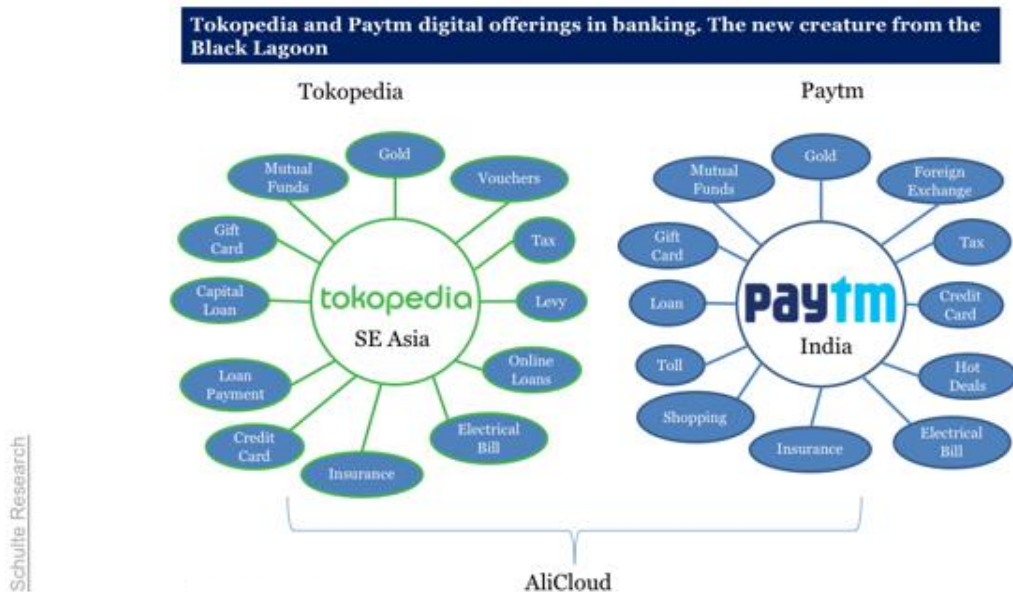 Tokopedia and Paytm digital offerings in banking. The new creature from the
Black Lagoon
Tokopedia
Gold
Mutual
Funds
Vouchers
Gift
Card
Tax
Capital
Loan
Levy
tokopedia
SE Asia
Loan
Payment
Online
Loans
Credit
Card
Electrical
Bill
Insurance
Paytm
Gold
Mutual
Funds
Foreign
Exchange
Gift
Card
Tax
Loan
Credit
Card
paytm
India
Toll
Hot
Deals
Shopping
Electrical
Bill
Insurance
AliCloud
Schulte Research